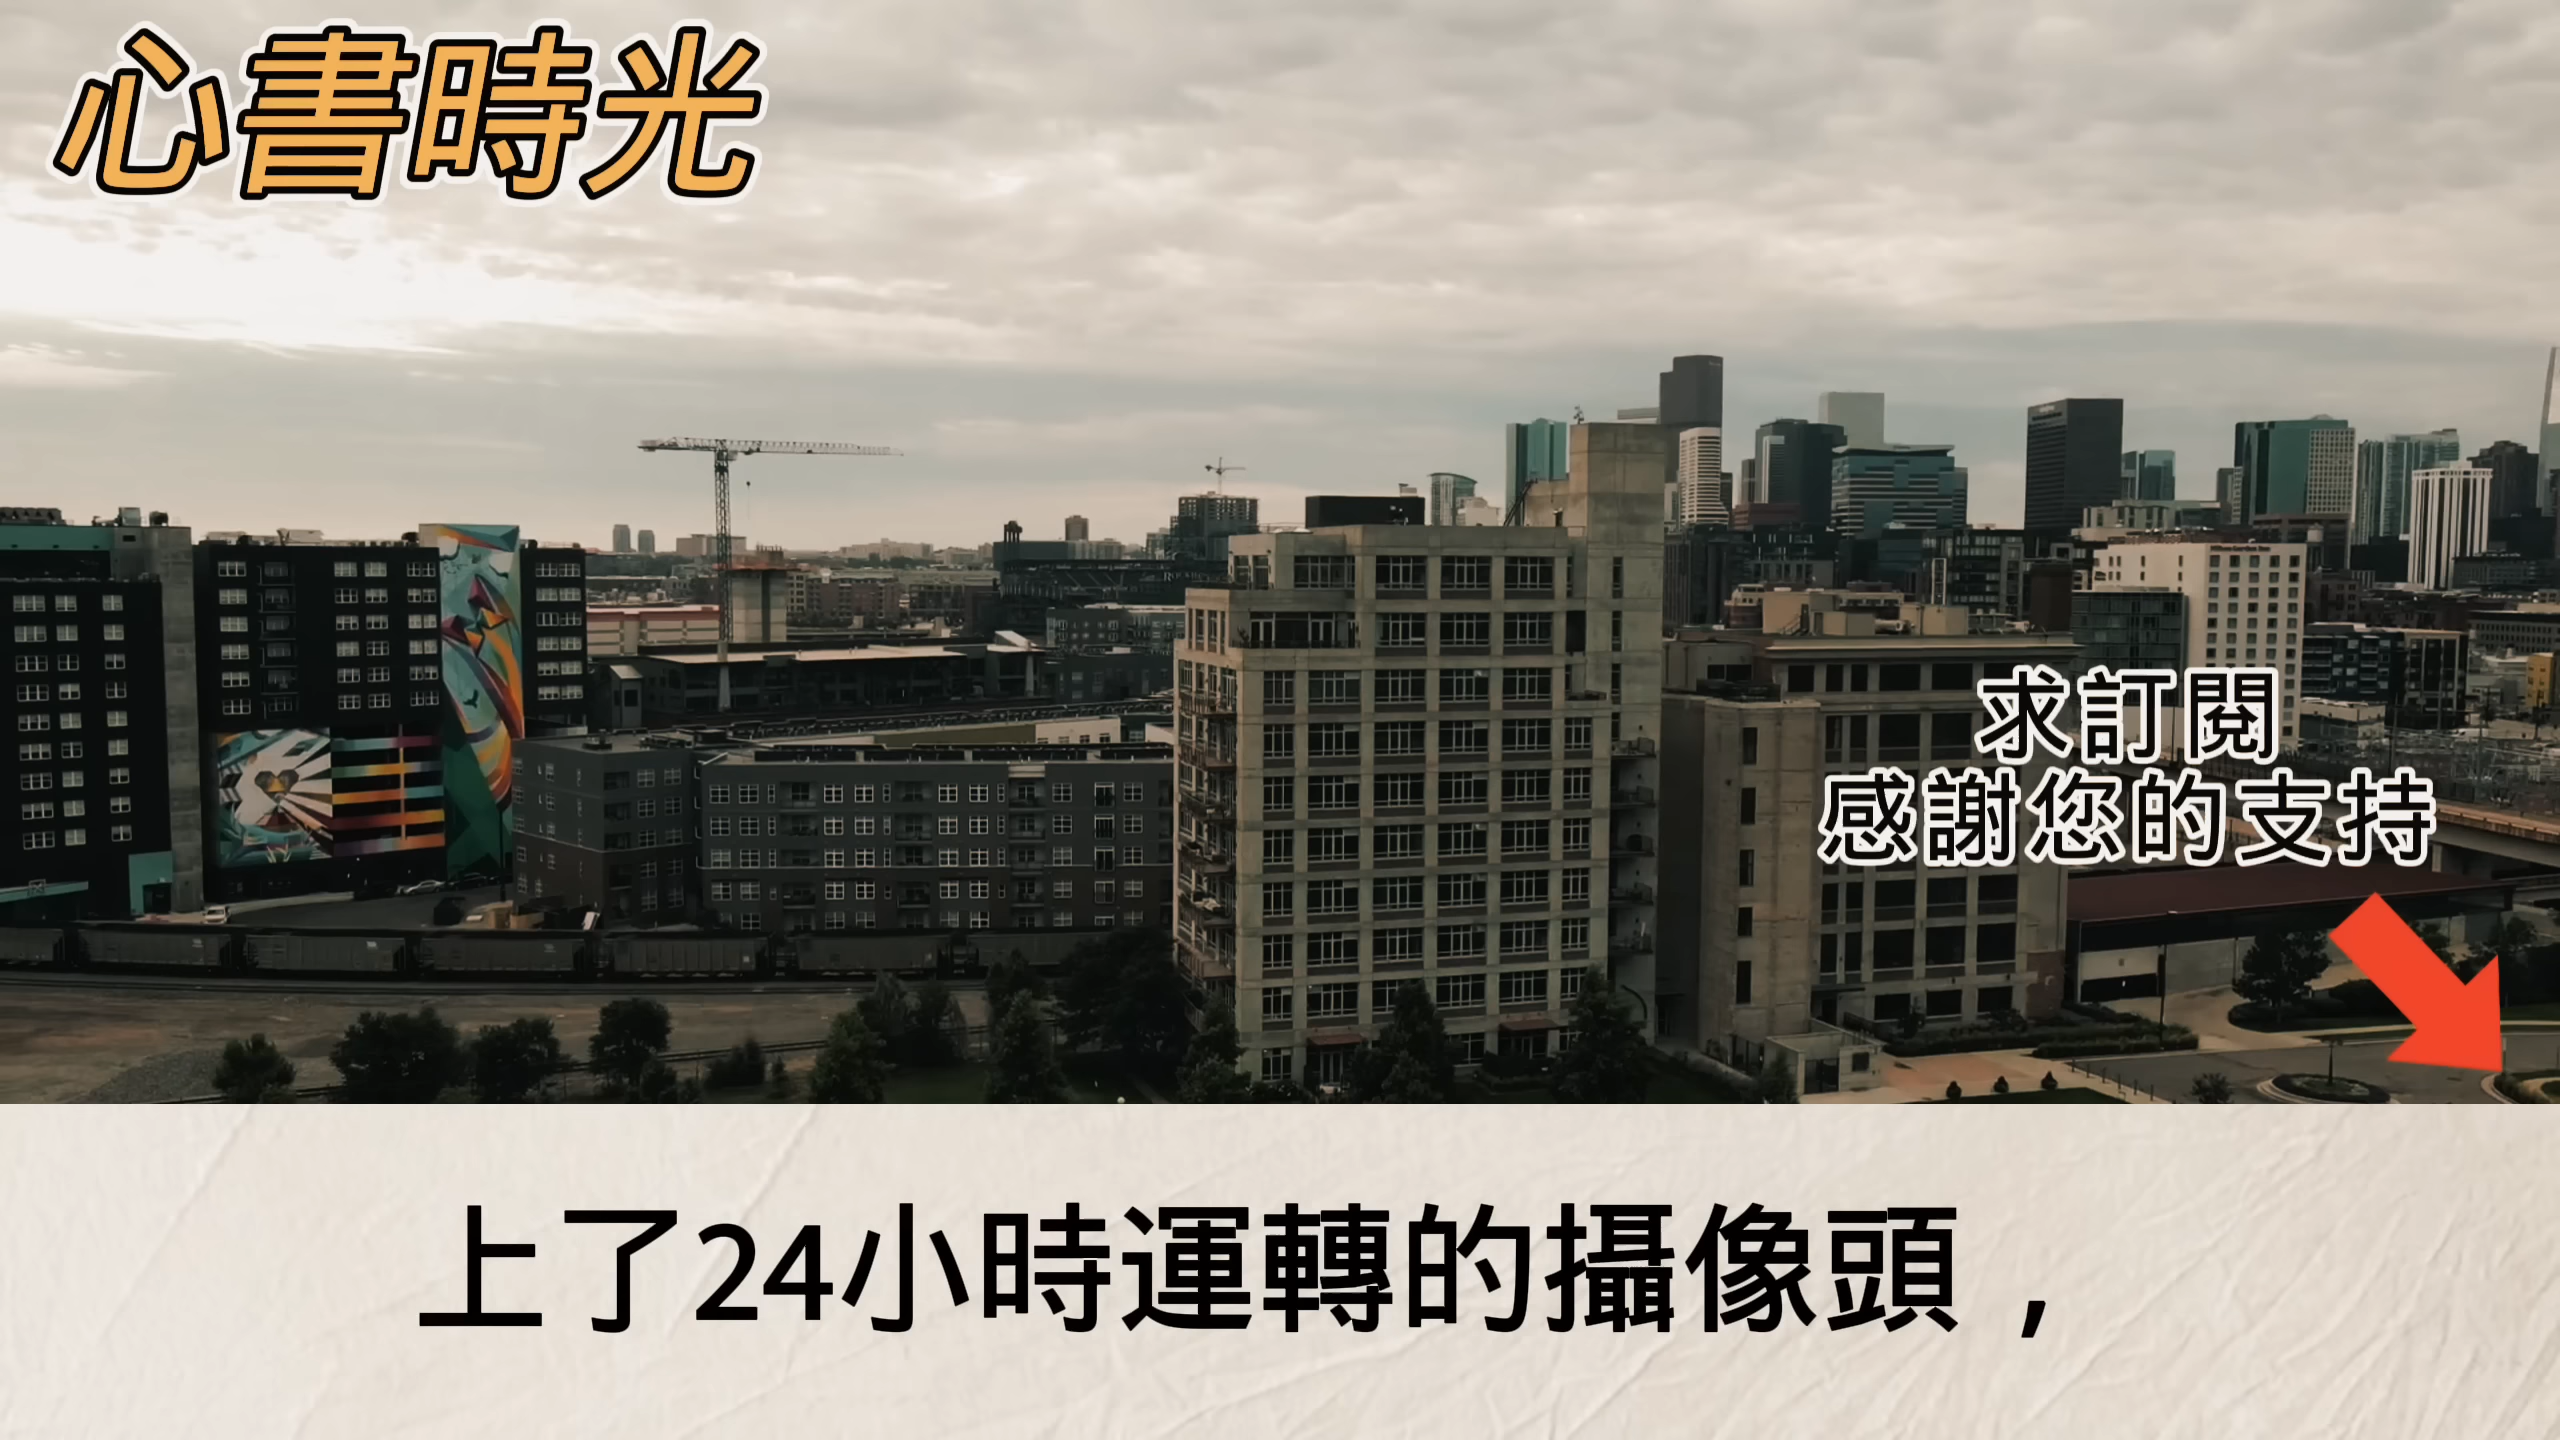 心書時光
求訂閱
感謝您的支持
上了24小時運轉的攝像頭，